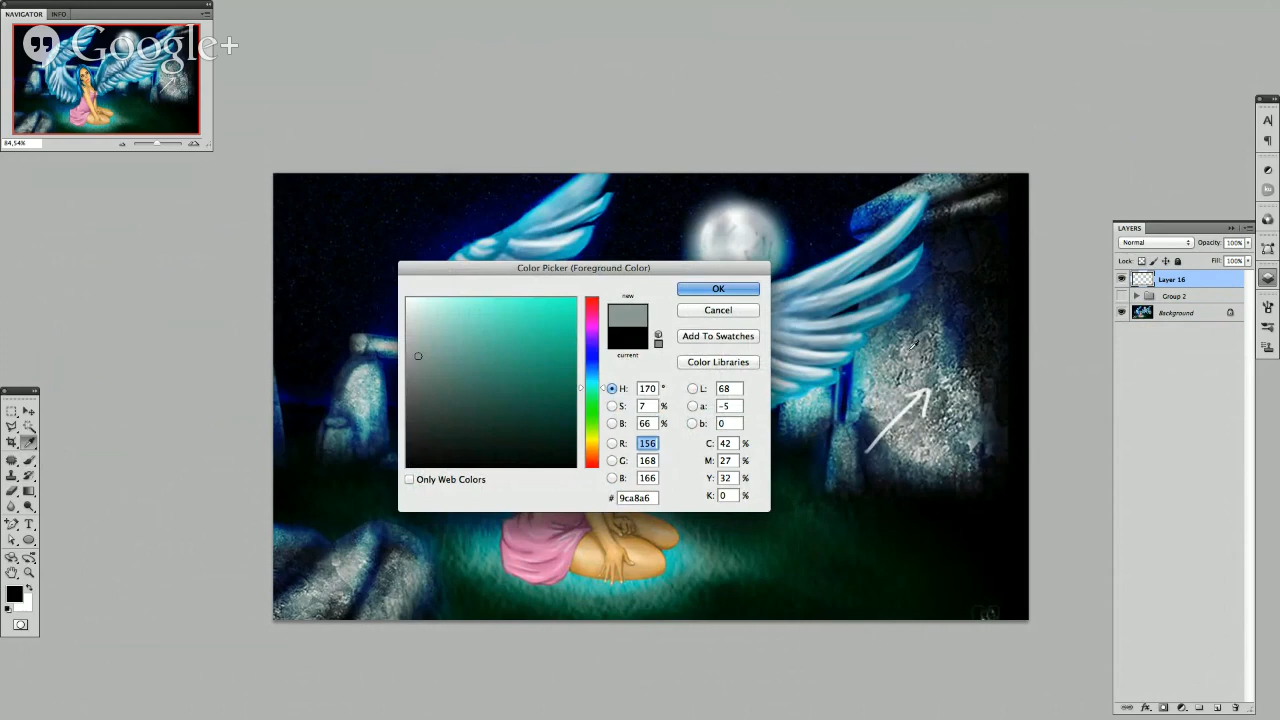 NAVIGATOR INFO
Google+
84,54%
Color Picker (Foreground Color)
new
current
OK
Cancel
Add To Swatches
Color Libraries
H: 170 °
S: 7 %
B: 66 %
R: 156
G: 168
B: 166
# 9ca8a6
L: 68
a: -5
b: 0
C: 42 %
M: 27 %
Y: 32 %
K: 0 %
Only Web Colors
LAYERS
Normal Opacity: 100%
Lock: Fill: 100%
Layer 16
Group 2
Background